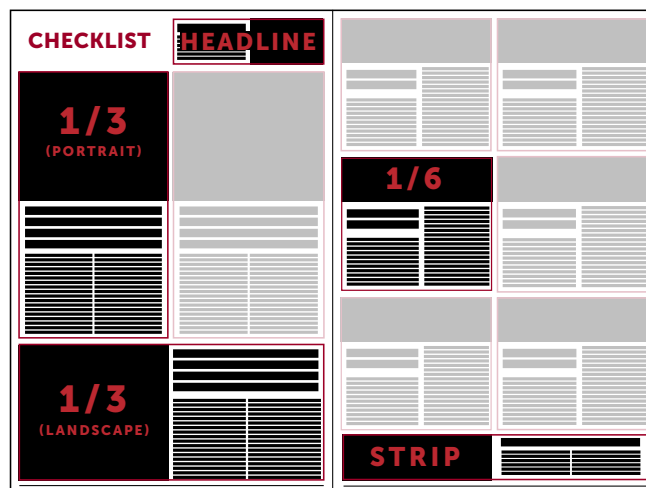 CHECKLIST
HEADLINE
1/3
(PORTRAIT)
1/3
(LANDSCAPE)
1/6
STRIP